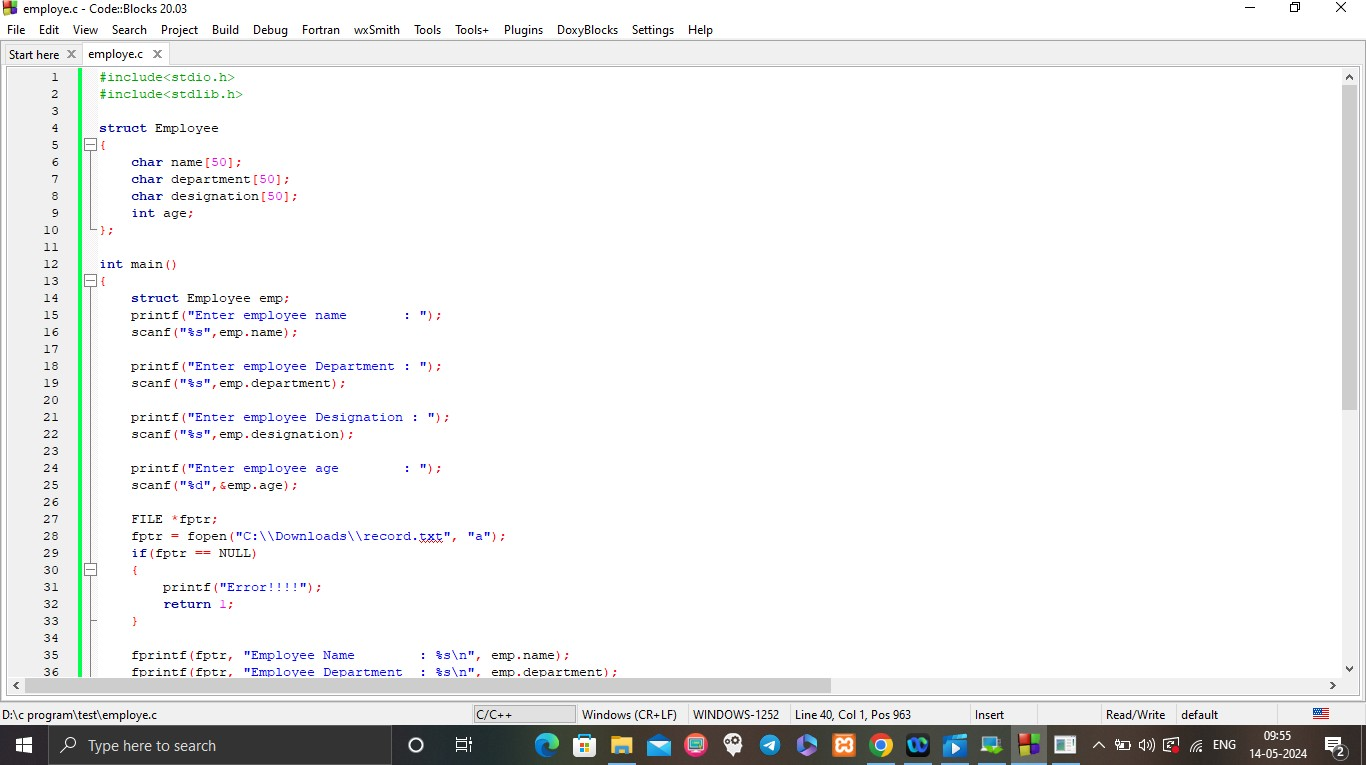 employe.c - Code::Blocks 20.03
File Edit View Search Project Build Debug Fortran wxSmith Tools Tools+ Plugins DoxyBlocks Settings Help
Start here employe.c
1 #include<stdio.h>
2 #include<stdlib.h>
3
4 struct Employee
5 {
6 char name[50];
7 char department[50];
8 char designation[50];
9 int age;
10 };
11
12 int main()
13 {
14 struct Employee emp;
15 printf("Enter employee name       : ");
16 scanf("%s",emp.name);
17
18 printf("Enter employee Department : ");
19 scanf("%s",emp.department);
20
21 printf("Enter employee Designation : ");
22 scanf("%s",emp.designation);
23
24 printf("Enter employee age        : ");
25 scanf("%d",&emp.age);
26
27 FILE *fptr;
28 fptr = fopen("C:\\Downloads\\record.txt", "a");
29 if(fptr == NULL)
30 {
31 printf("Error!!!!");
32 return 1;
33 }
34
35 fprintf(fptr, "Employee Name        : %s\n", emp.name);
36 fprintf(fptr, "Employee Department  : %s\n", emp.department);
D:\c program\test\employe.c C/C++ Windows (CR+LF) WINDOWS-1252 Line 40, Col 1, Pos 963 Insert Read/Write default
Type here to search ENG 09:55
14-05-2024 2